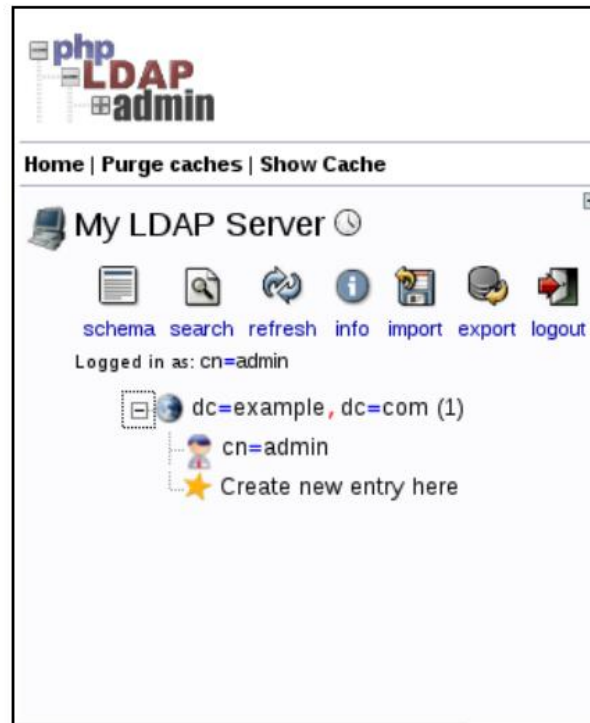 php
LDAP
admin
Home | Purge caches | Show Cache
My LDAP Server
schema search refresh info import export logout
Logged in as: cn=admin
dc=example, dc=com (1)
cn=admin
Create new entry here